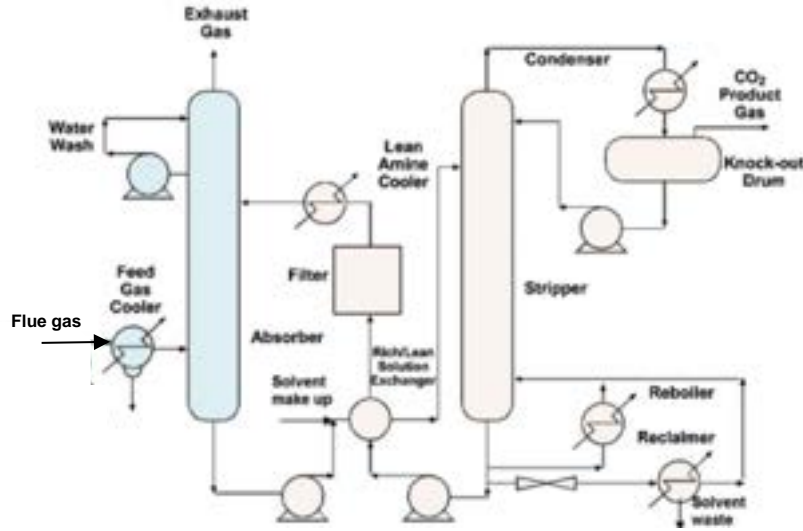 Exhaust
Gas
Condenser
CO2
Product
Gas
Water
Wash
Lean
Amine
Cooler
Knock-out
Drum
Feed
Gas
Cooler
Filter
Stripper
Flue gas
Absorber
Rich/Lean
Solution
Exchanger
Solvent
make up
Reboiler
Reclaimer
Solvent
waste